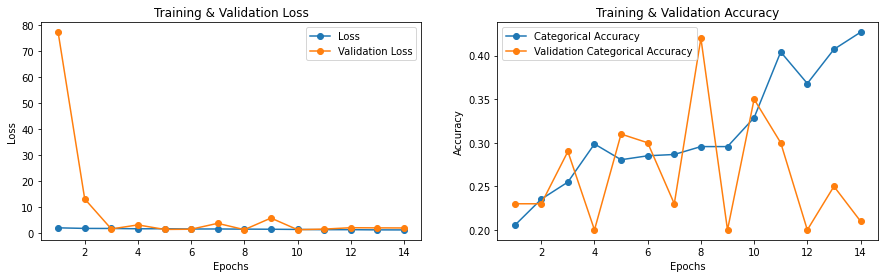 Training & Validation Loss
80
70
60
50
40
30
20
10
0
Loss
2
4
6
8
10
12
14
Epochs
Loss
Validation Loss
Training & Validation Accuracy
0.40
0.35
0.30
0.25
0.20
Accuracy
2
4
6
8
10
12
14
Epochs
Categorical Accuracy
Validation Categorical Accuracy